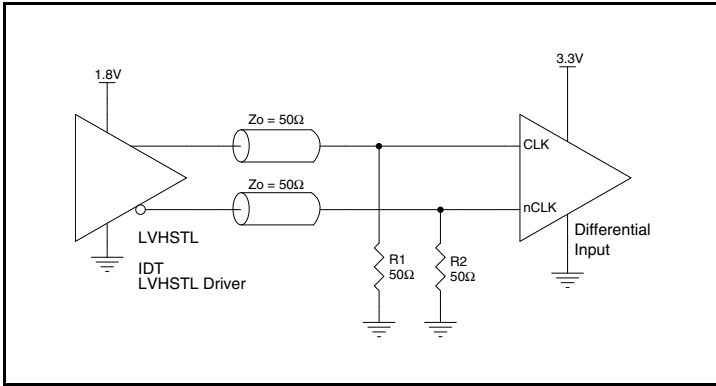 1.8V
3.3V
Zo = 50Ω
CLK
Zo = 50Ω
nCLK
LVHSTL
IDT
LVHSTL Driver
R1
50Ω
R2
50Ω
Differential
Input